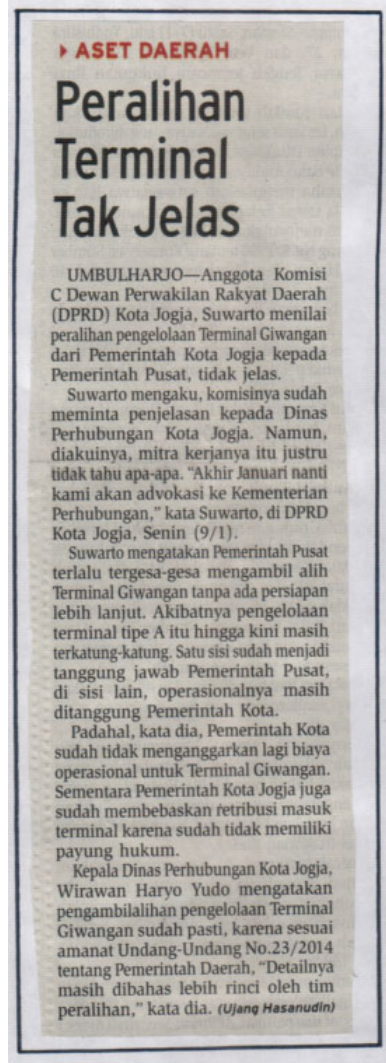 ASET DAERAH
Peralihan
Terminal
Tak Jelas
UMBULHARJO—Anggota Komisi
C Dewan Perwakilan Rakyat Daerah
(DPRD) Kota Jogja, Suwarto menilai
peralihan pengelolaan Terminal Giwangan
dari Pemerintah Kota Jogja kepada
Pemerintah Pusat, tidak jelas.
Suwarto mengaku, komisinya sudah
meminta penjelasan kepada Dinas
Perhubungan Kota Jogja. Namun,
diakuinya, mitra kerjanya itu justru
tidak tahu apa-apa. “Akhir Januari nanti
kami akan advokasi ke Kementerian
Perhubungan,” kata Suwarto, di DPRD
Kota Jogja, Senin (9/1).
Suwarto mengatakan Pemerintah Pusat
terlalu tergesa-gesa mengambil alih
Terminal Giwangan tanpa ada persiapan
lebih lanjut. Akibatnya pengelolaan
terminal tipe A itu hingga kini masih
terkatung-katung. Satu sisi sudah menjadi
tanggung jawab Pemerintah Pusat,
di sisi lain, operasionalnya masih
ditanggung Pemerintah Kota.
Padahal, kata dia, Pemerintah Kota
sudah tidak menganggarkan lagi biaya
operasional untuk Terminal Giwangan.
Sementara Pemerintah Kota Jogja juga
sudah membebaskan retribusi masuk
terminal karena sudah tidak memiliki
payung hukum.
Kepala Dinas Perhubungan Kota Jogja,
Wirawan Haryo Yudo mengatakan
pengambilalihan pengelolaan Terminal
Giwangan sudah pasti, karena sesuai
amanat Undang-Undang No.23/2014
tentang Pemerintah Daerah, “Detailnya
masih dibahas lebih rinci oleh tim
peralihan,” kata dia. (Ujang Hasanudin)